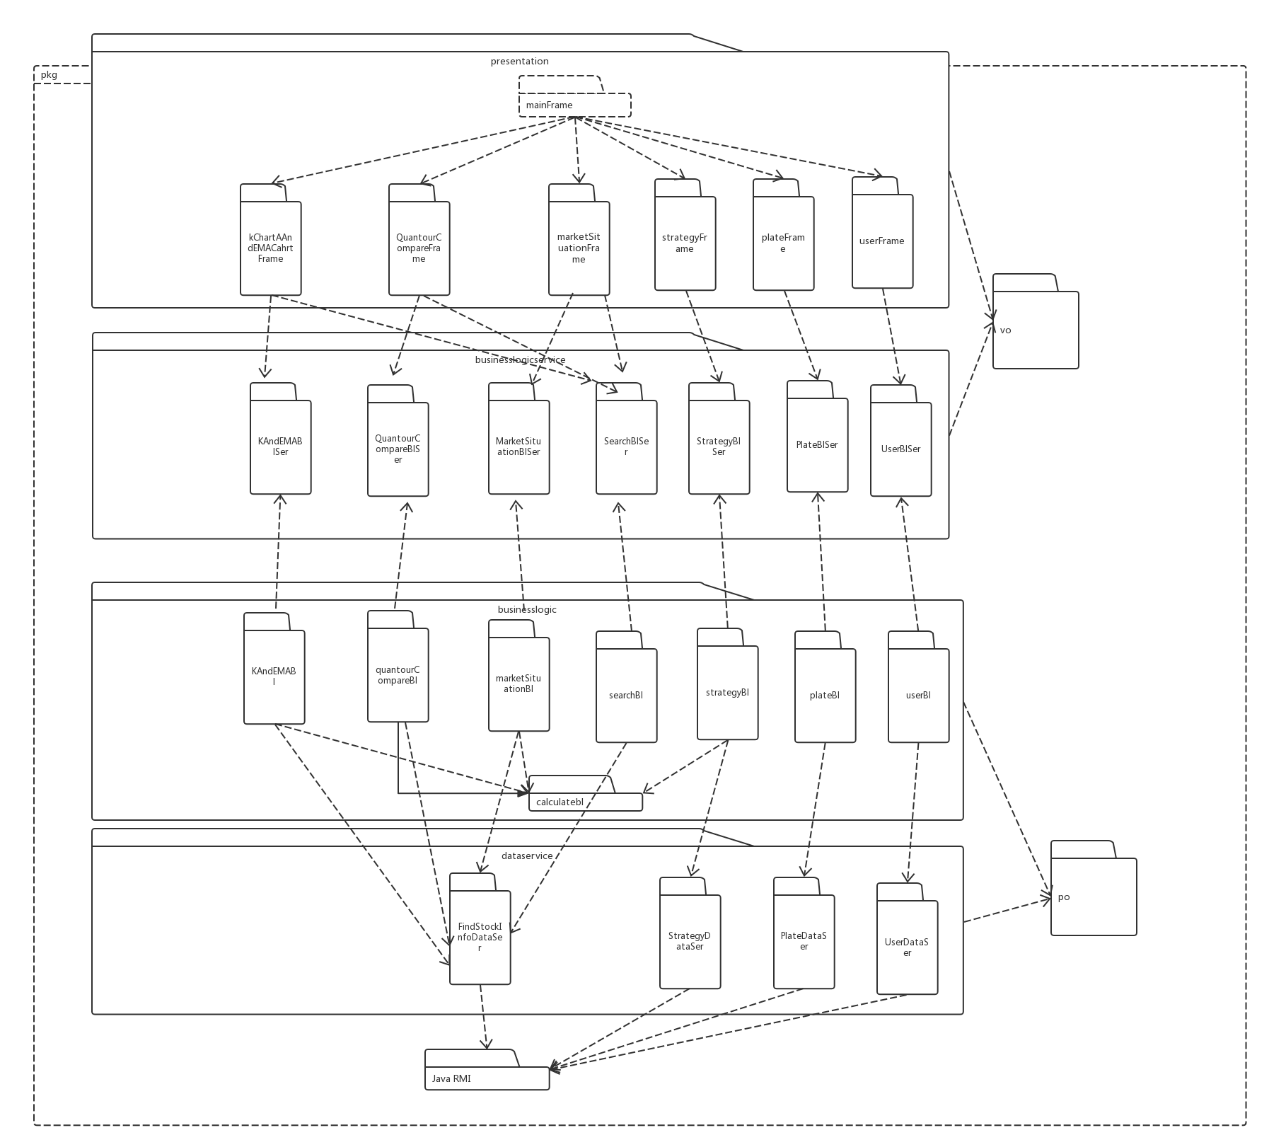 pkg
presentation
mainFrame
kChartAAn
dEMACahrt
Frame
QuantourC
ompareFra
me
marketSit
uationFra
me
strategyFr
ame
plateFram
e
userFrame
vo
businesslogicservice
KAndEMAB
lSer
QuantourC
ompareBlS
er
MarketSitu
ationBlSer
SearchBlSe
r
StrategyBl
Ser
PlateBlSer
UserBlSer
businesslogic
KAndEMAB
l
quantourC
ompareBl
marketSitu
ationBl
searchBl
strategyBl
plateBl
userBl
calculatebl
dataservice
FindStockI
nfoDataSe
r
StrategyD
ataSer
PlateDataS
er
UserDataS
er
po
Java RMI